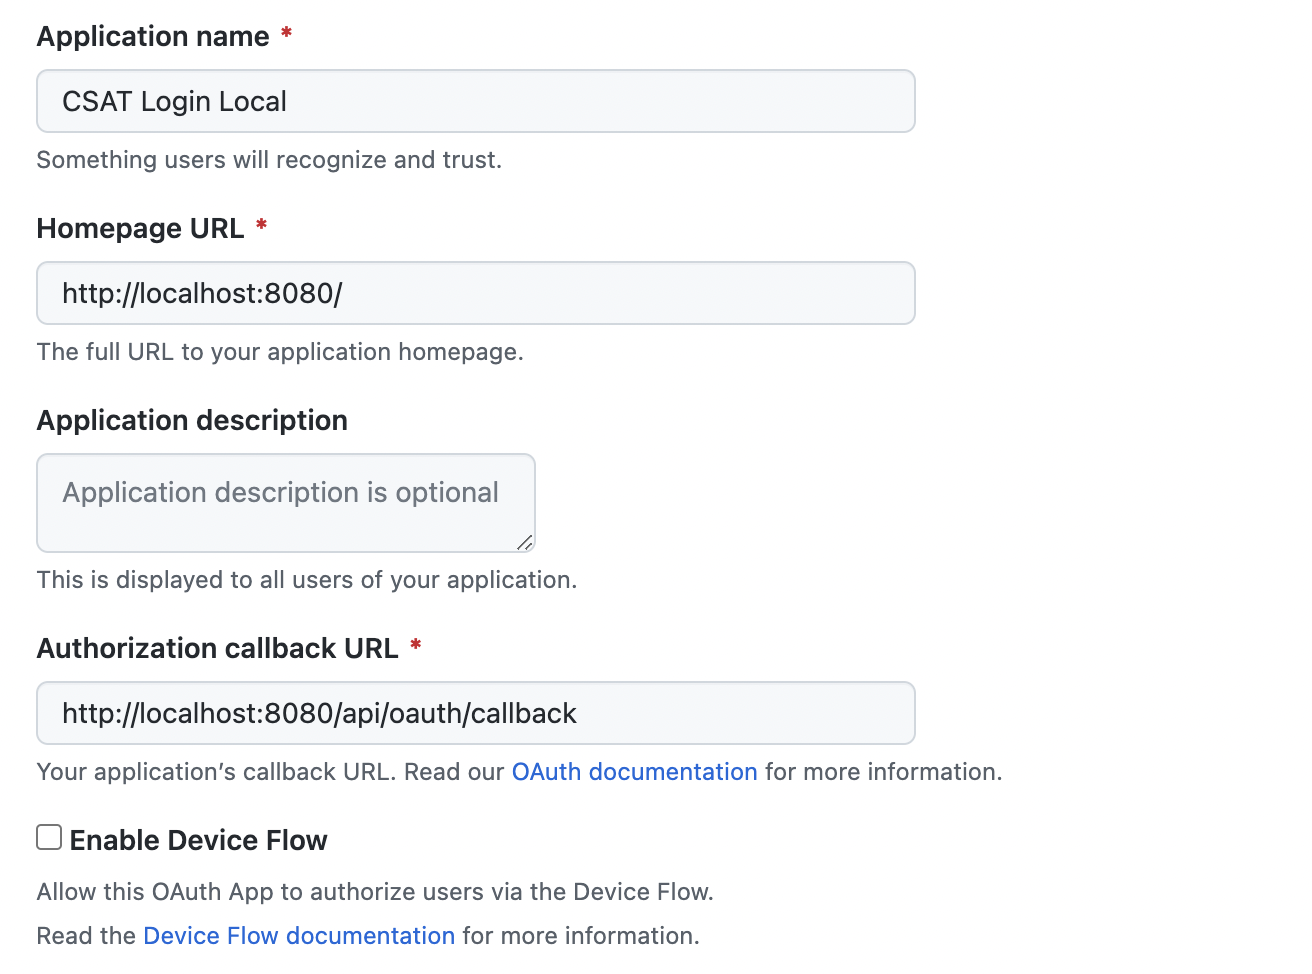 Application name *
CSAT Login Local
Something users will recognize and trust.
Homepage URL *
http://localhost:8080/
The full URL to your application homepage.
Application description
Application description is optional
This is displayed to all users of your application.
Authorization callback URL *
http://localhost:8080/api/oauth/callback
Your application’s callback URL. Read our OAuth documentation for more information.
Enable Device Flow
Allow this OAuth App to authorize users via the Device Flow.
Read the Device Flow documentation for more information.